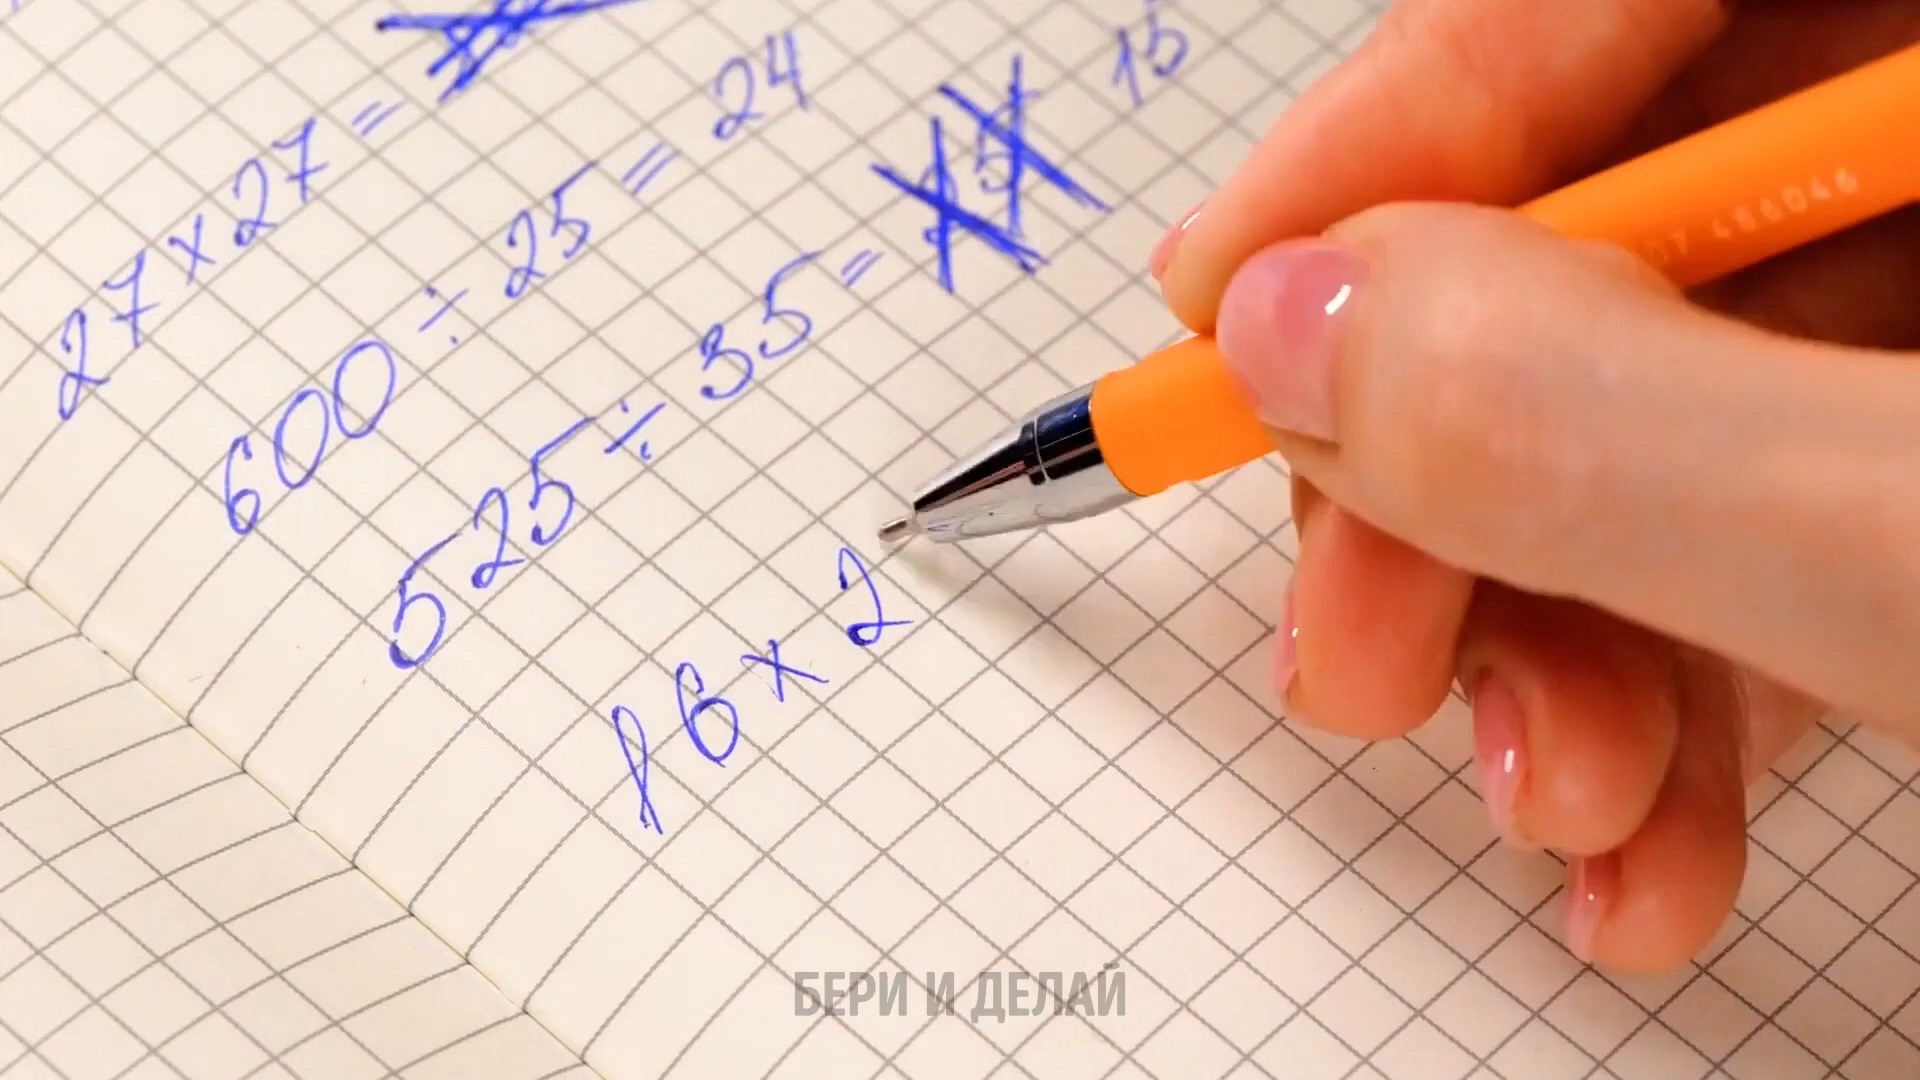 27 x 27 =
600 ÷ 25 = 24
525 ÷ 35 = 15
16 x 2
БЕРИ И ДЕЛАЙ